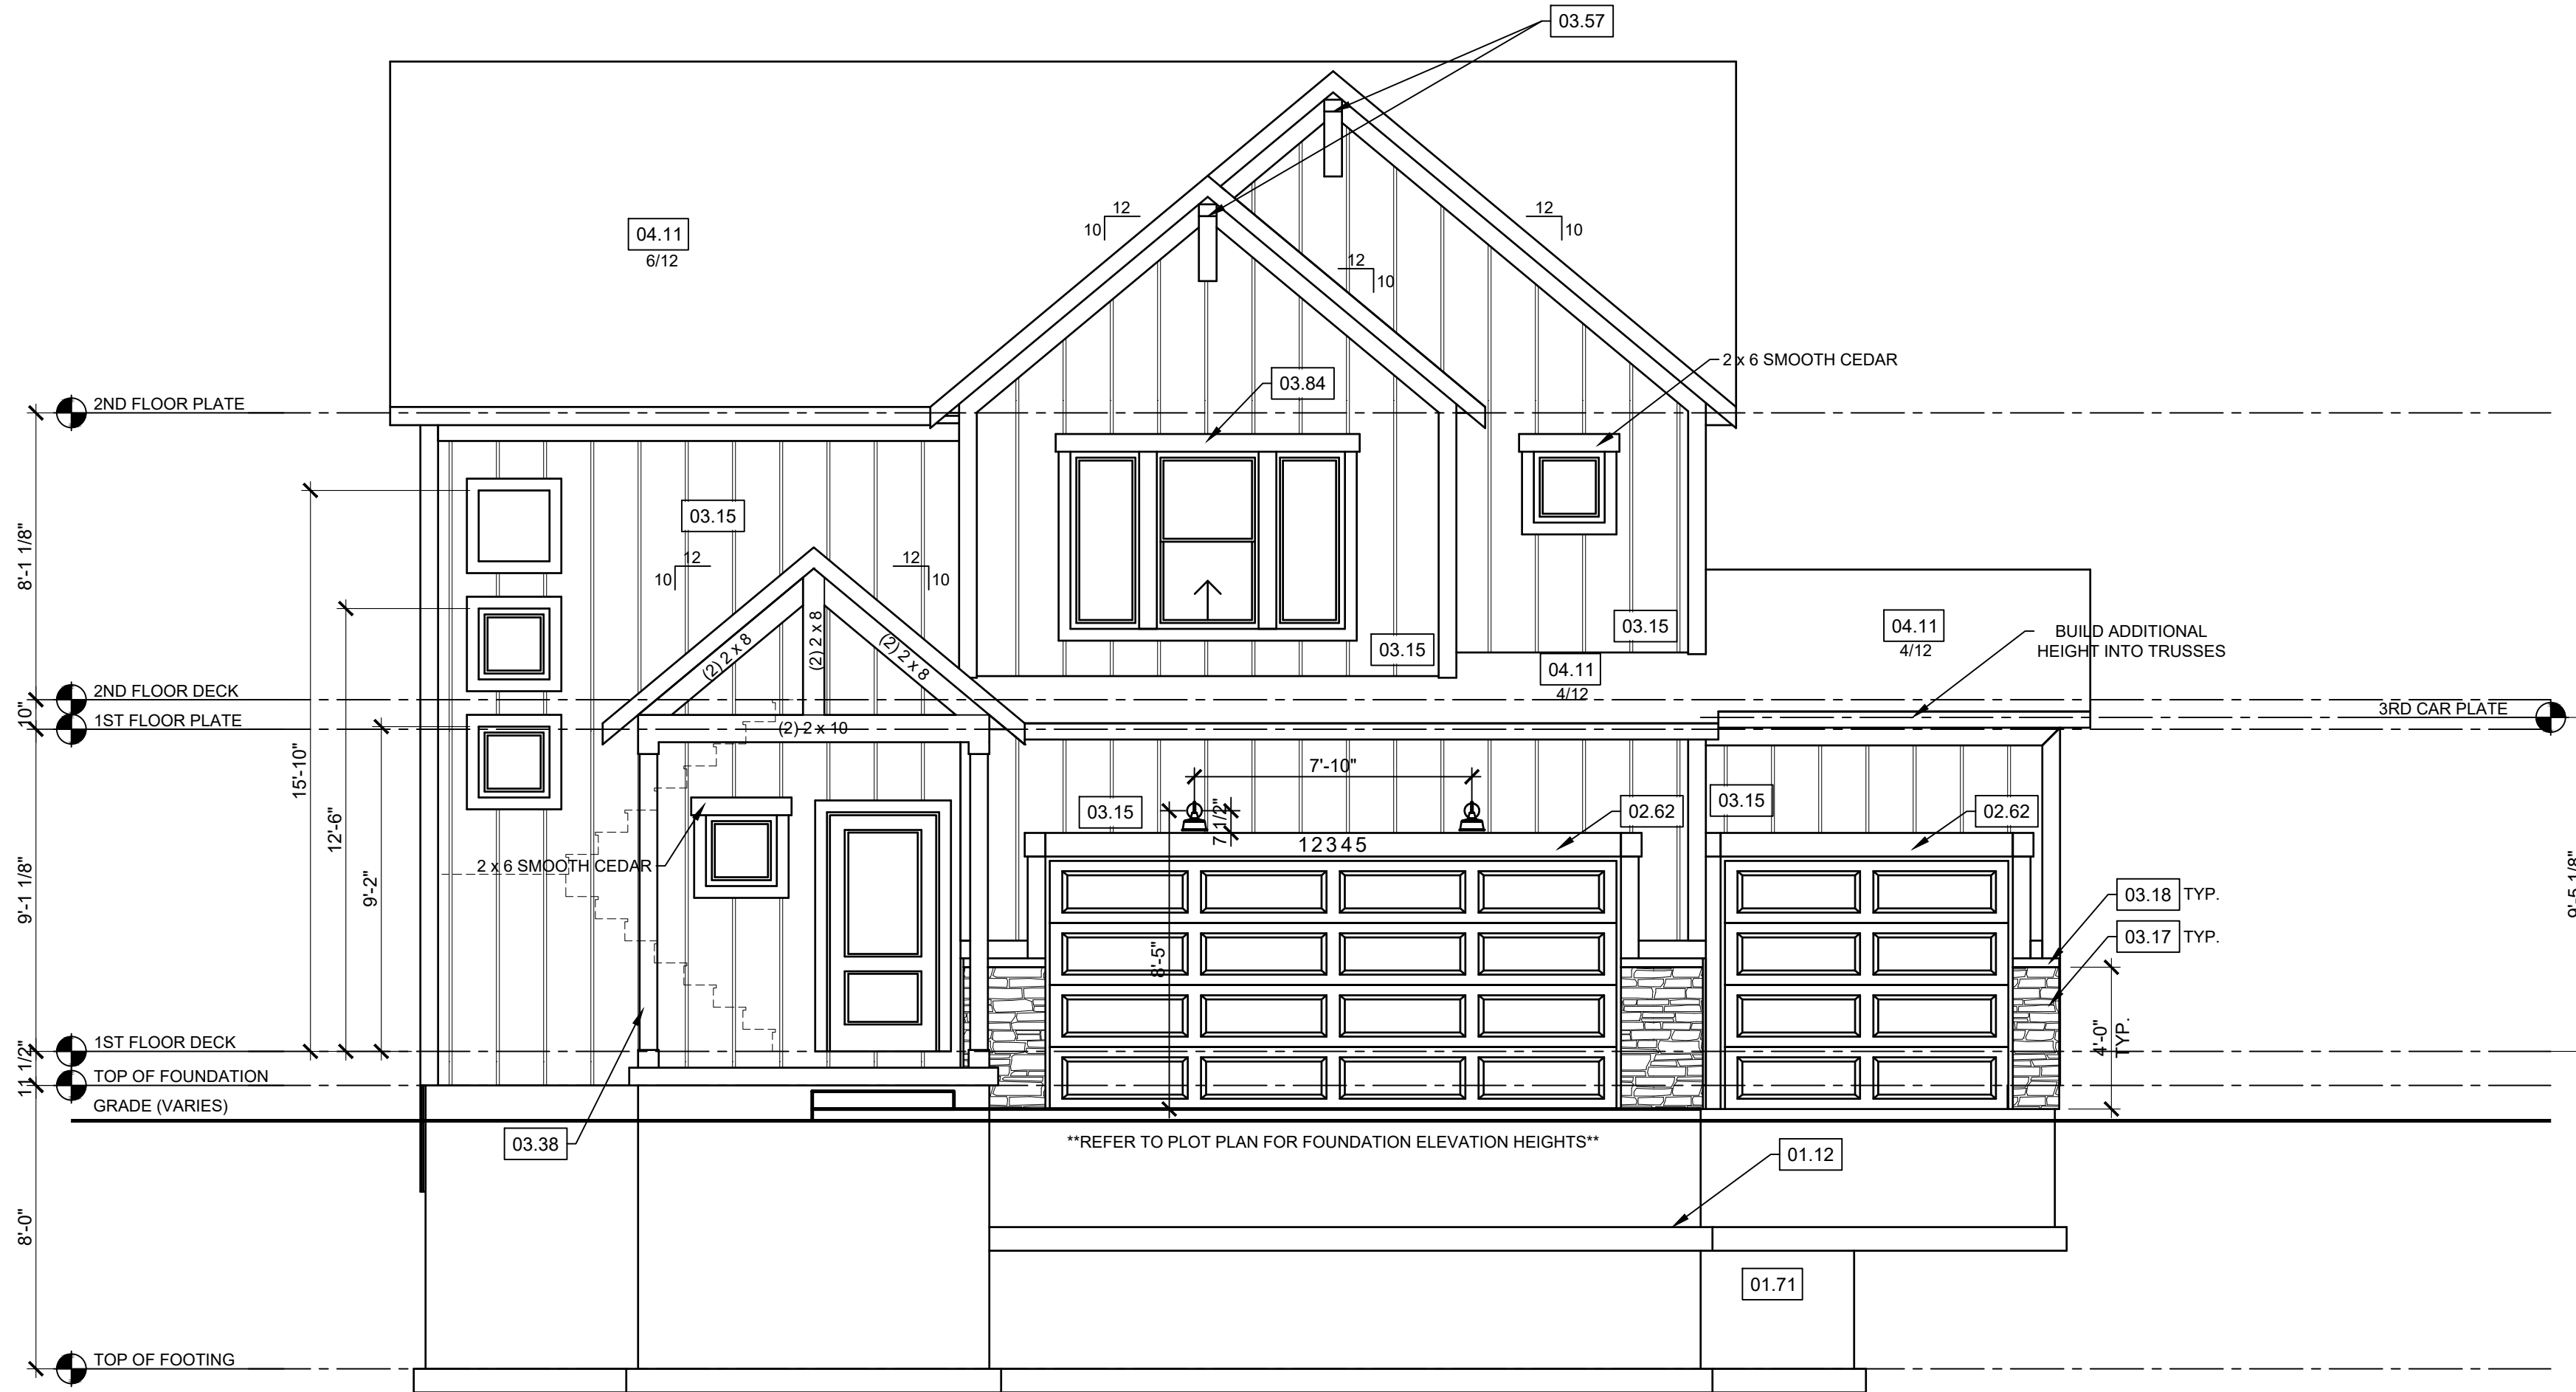 03.57
12
10
12
10
04.11
6/12
12
10
2 x 6 SMOOTH CEDAR
03.84
2ND FLOOR PLATE
03.15
12
10
12
10
8'-1 1/8"
(2) 2 x 8
(2) 2 x 8
(2) 2 x 8
03.15
03.15
04.11
4/12
04.11
4/12
BUILD ADDITIONAL
HEIGHT INTO TRUSSES
2ND FLOOR DECK
10"
1ST FLOOR PLATE
3RD CAR PLATE
(2) 2 x 10
15'-10"
12'-6"
9'-2"
7'-10"
7 1/2"
03.15
02.62
03.15
02.62
12345
2 x 6 SMOOTH CEDAR
9'-1 1/8"
9'-5 1/8"
8'-5"
03.18 TYP.
03.17 TYP.
4'-0"
TYP.
1ST FLOOR DECK
11 1/2"
TOP OF FOUNDATION
GRADE (VARIES)
03.38
**REFER TO PLOT PLAN FOR FOUNDATION ELEVATION HEIGHTS**
01.12
8'-0"
01.71
TOP OF FOOTING